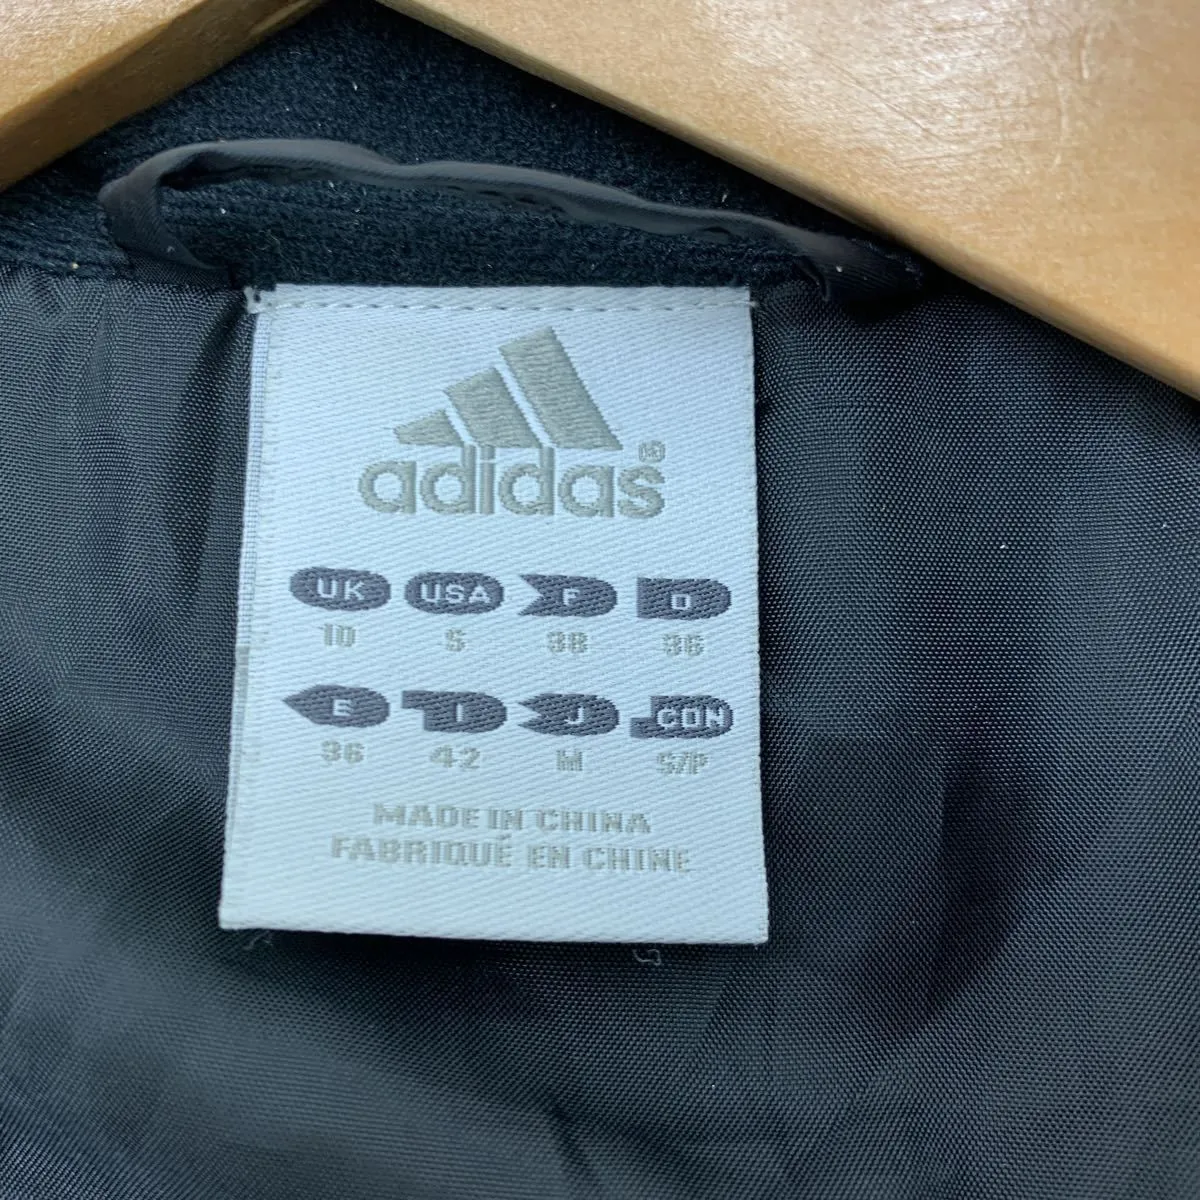 adidas®
UK USA F D
10 S 38 36
E I J CON
36 42 M S/P
MADE IN CHINA
FABRIQUÉ EN CHINE